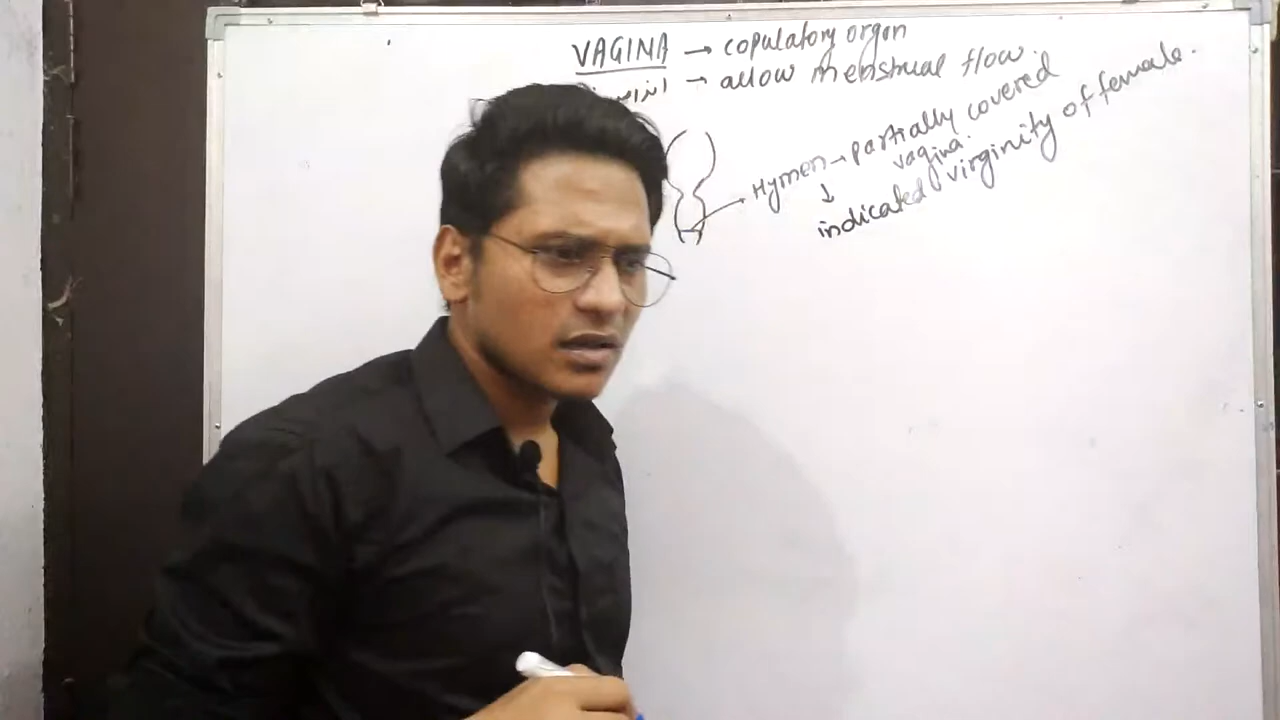 VAGINA → copulatory organ
→ allow menstrual flow.
Hymen → partially covered
vagina.
↓
indicated virginity of female.